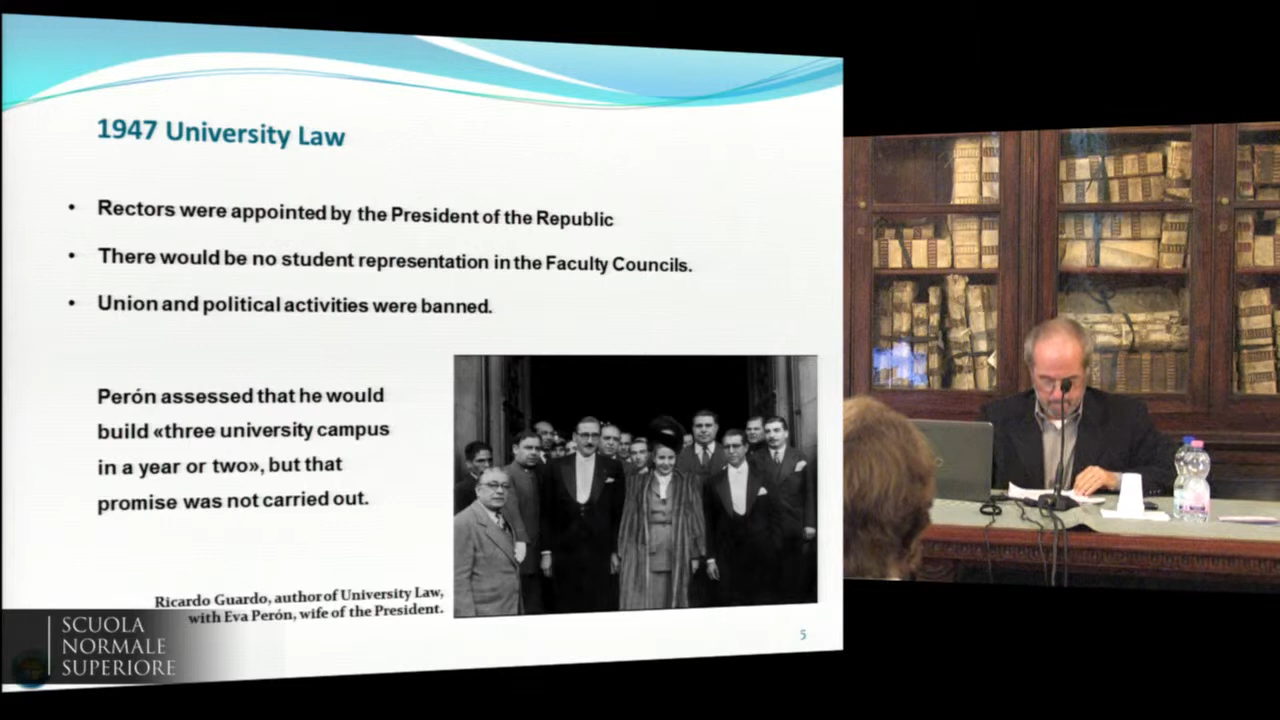 1947 University Law
• Rectors were appointed by the President of the Republic
• There would be no student representation in the Faculty Councils.
• Union and political activities were banned.
Perón assessed that he would
build «three university campus
in a year or two», but that
promise was not carried out.
Ricardo Guardo, author of University Law,
with Eva Perón, wife of the President.
5
SCUOLA
NORMALE
SUPERIORE